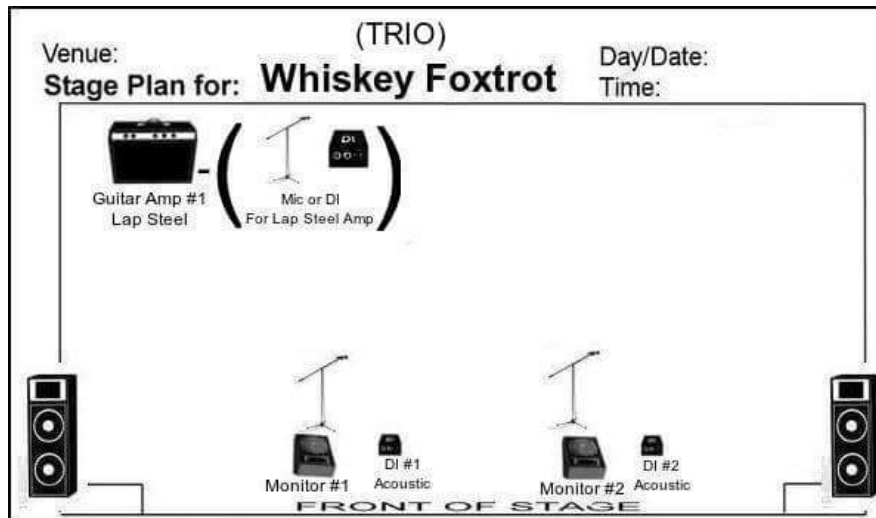 (TRIO)
Venue:
Day/Date:
Stage Plan for: Whiskey Foxtrot
Time:
DI
Guitar Amp #1
Lap Steel
-
(
Mic or DI
For Lap Steel Amp
)
Monitor #1
DI #1
Acoustic
Monitor #2
DI #2
Acoustic
FRONT OF STAGE